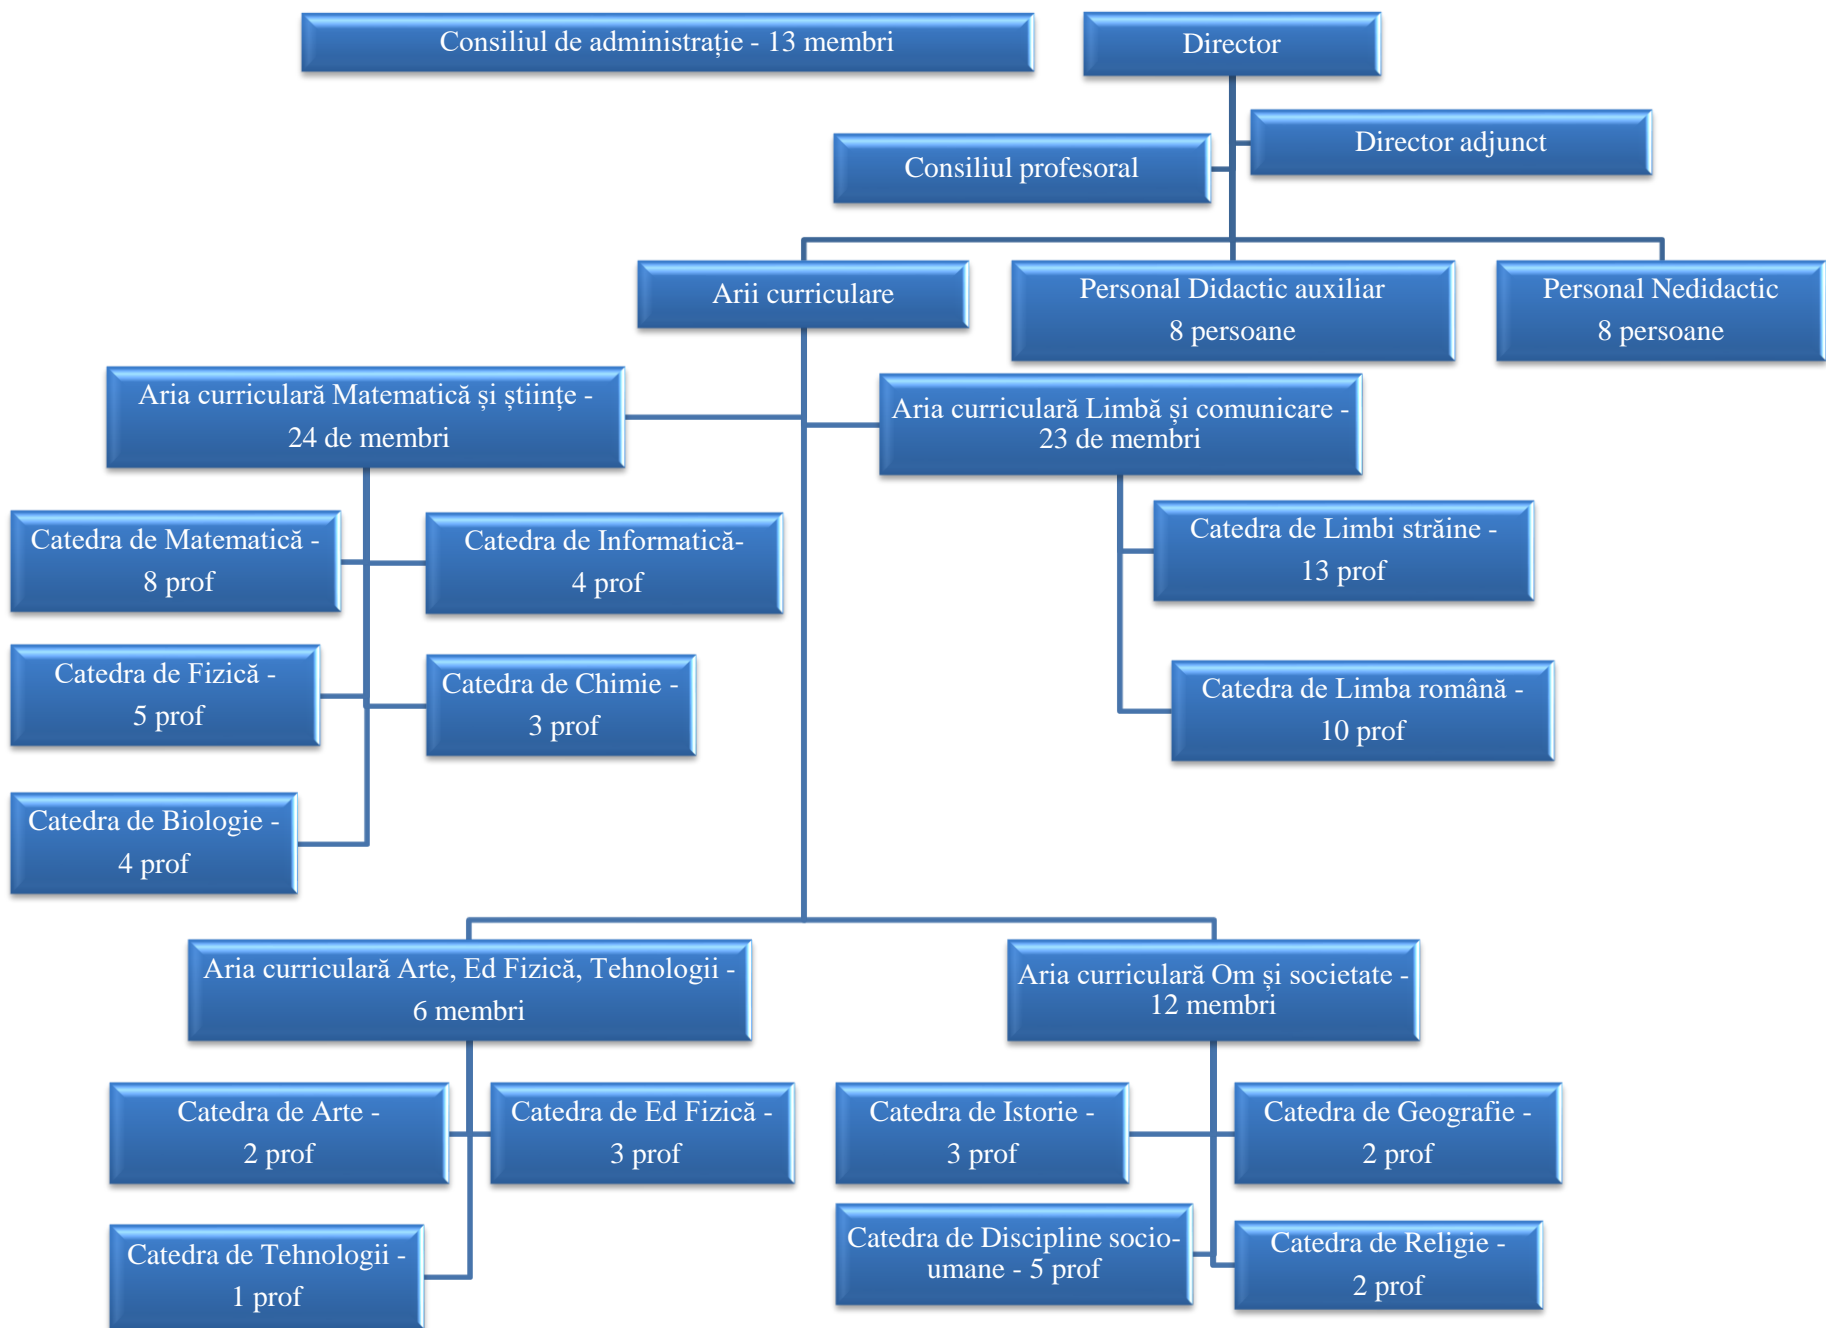 Consiliul de administrație - 13 membri
Director
Director adjunct
Consiliul profesoral
Arii curriculare
Personal Didactic auxiliar
8 persoane
Personal Nedidactic
8 persoane
Aria curriculară Matematică și științe -
24 de membri
Aria curriculară Limbă și comunicare -
23 de membri
Catedra de Matematică -
8 prof
Catedra de Informatică-
4 prof
Catedra de Limbi străine -
13 prof
Catedra de Fizică -
5 prof
Catedra de Chimie -
3 prof
Catedra de Limba română -
10 prof
Catedra de Biologie -
4 prof
Aria curriculară Arte, Ed Fizică, Tehnologii -
6 membri
Aria curriculară Om și societate -
12 membri
Catedra de Arte -
2 prof
Catedra de Ed Fizică -
3 prof
Catedra de Istorie -
3 prof
Catedra de Geografie -
2 prof
Catedra de Tehnologii -
1 prof
Catedra de Discipline socio-
umane - 5 prof
Catedra de Religie -
2 prof